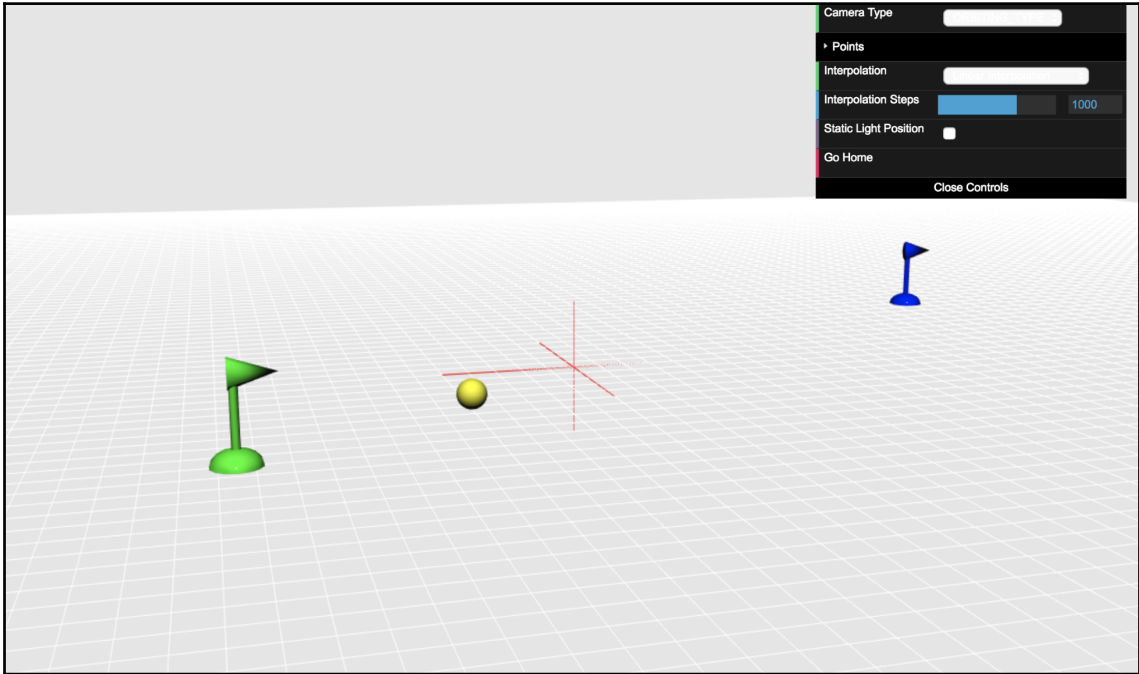 Camera Type
Points
Interpolation
Interpolation Steps 1000
Static Light Position
Go Home
Close Controls